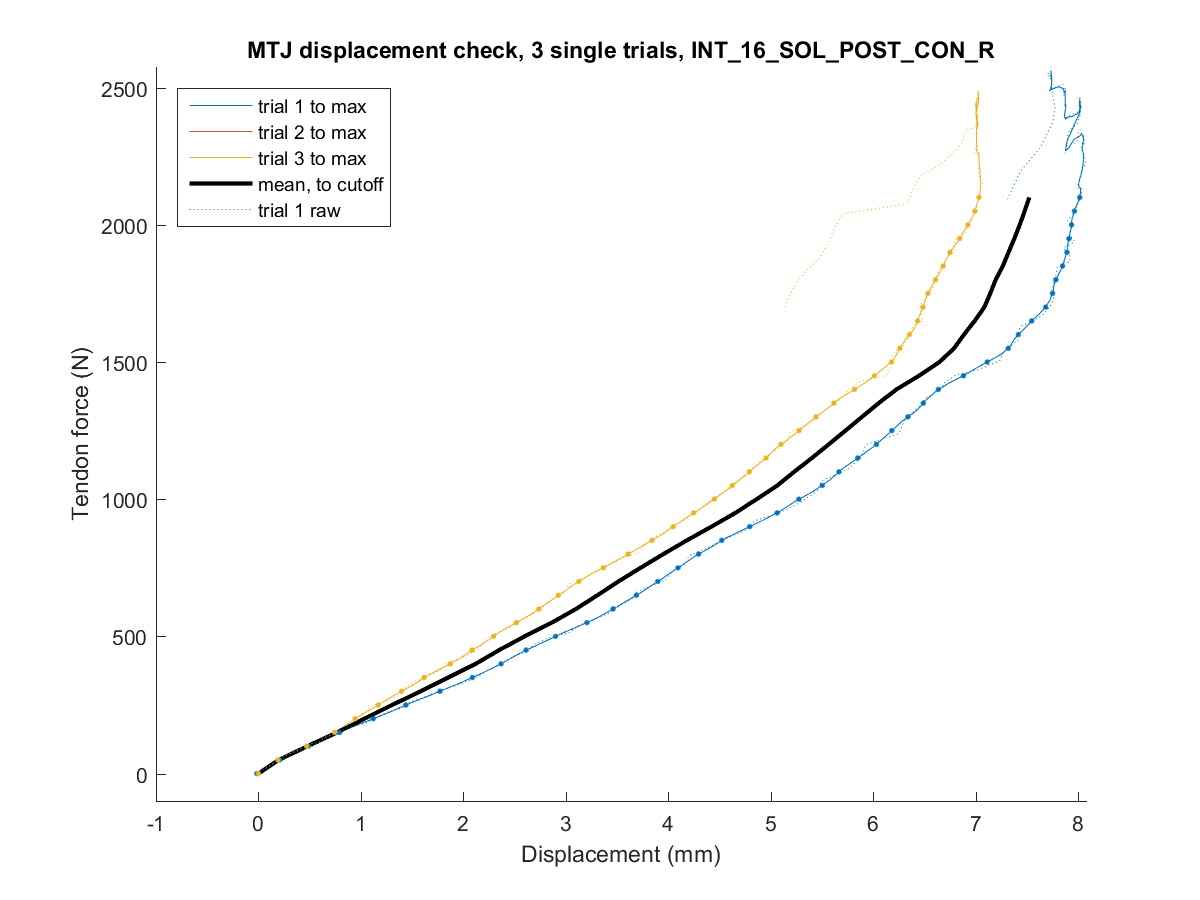 MTJ displacement check, 3 single trials, INT_16_SOL_POST_CON_R
2500
2000
1500
1000
500
0
Tendon force (N)
trial 1 to max
trial 2 to max
trial 3 to max
mean, to cutoff
trial 1 raw
-1 0 1 2 3 4 5 6 7 8
Displacement (mm)